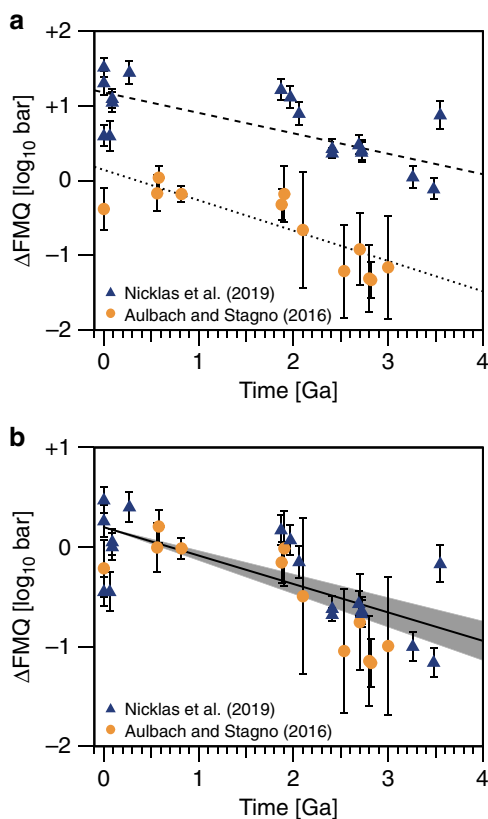 a
+2
+1
0
−1
−2
ΔFMQ [log10 bar]
Nicklas et al. (2019)
Aulbach and Stagno (2016)
0 1 2 3 4
Time [Ga]
b
+1
0
−1
−2
ΔFMQ [log10 bar]
Nicklas et al. (2019)
Aulbach and Stagno (2016)
0 1 2 3 4
Time [Ga]